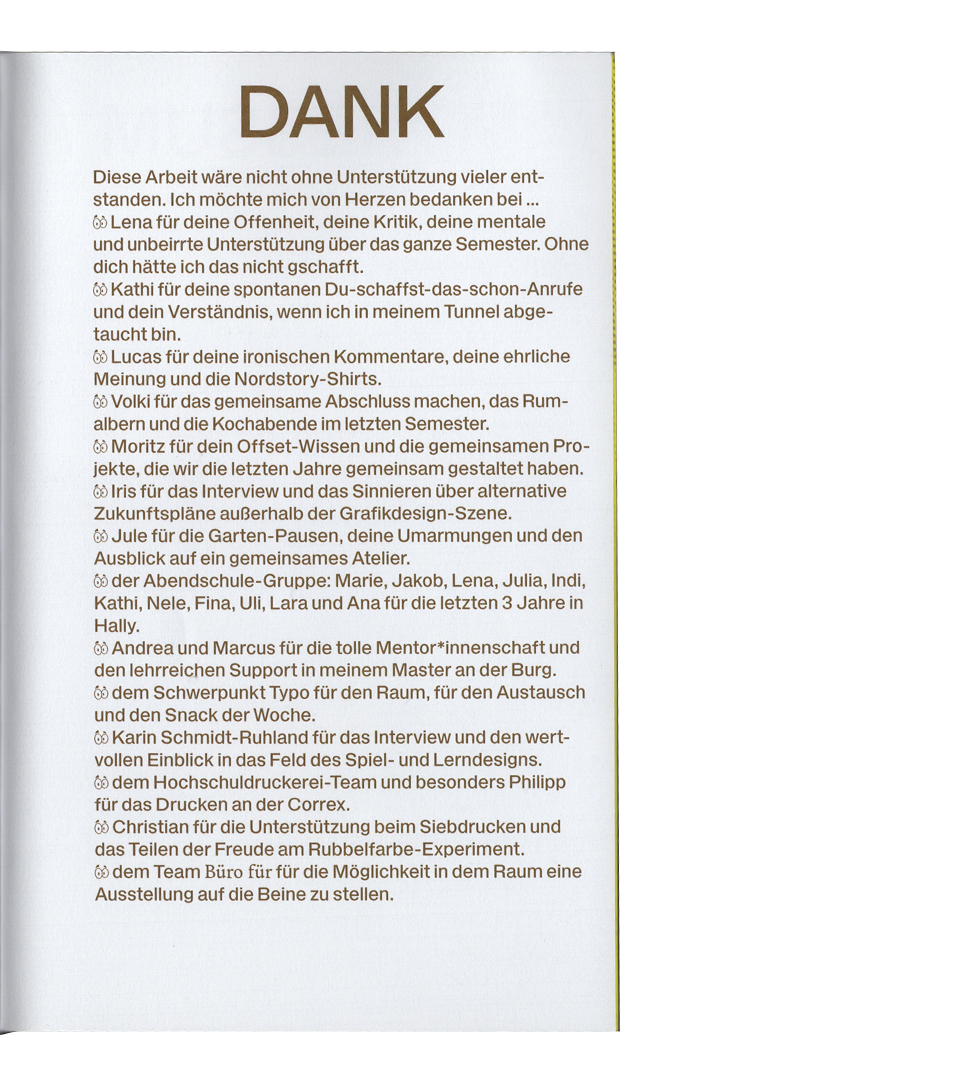 DANK
Diese Arbeit wäre nicht ohne Unterstützung vieler ent-
standen. Ich möchte mich von Herzen bedanken bei ...
Lena für deine Offenheit, deine Kritik, deine mentale
und unbeirrte Unterstützung über das ganze Semester. Ohne
dich hätte ich das nicht gschafft.
Kathi für deine spontanen Du-schaffst-das-schon-Anrufe
und dein Verständnis, wenn ich in meinem Tunnel abge-
taucht bin.
Lucas für deine ironischen Kommentare, deine ehrliche
Meinung und die Nordstory-Shirts.
Volki für das gemeinsame Abschluss machen, das Rum-
albern und die Kochabende im letzten Semester.
Moritz für dein Offset-Wissen und die gemeinsamen Pro-
jekte, die wir die letzten Jahre gemeinsam gestaltet haben.
Iris für das Interview und das Sinnieren über alternative
Zukunftspläne außerhalb der Grafikdesign-Szene.
Jule für die Garten-Pausen, deine Umarmungen und den
Ausblick auf ein gemeinsames Atelier.
der Abendschule-Gruppe: Marie, Jakob, Lena, Julia, Indi,
Kathi, Nele, Fina, Uli, Lara und Ana für die letzten 3 Jahre in
Hally.
Andrea und Marcus für die tolle Mentor*innenschaft und
den lehrreichen Support in meinem Master an der Burg.
dem Schwerpunkt Typo für den Raum, für den Austausch
und den Snack der Woche.
Karin Schmidt-Ruhland für das Interview und den wert-
vollen Einblick in das Feld des Spiel- und Lerndesigns.
dem Hochschuldruckerei-Team und besonders Philipp
für das Drucken an der Correx.
Christian für die Unterstützung beim Siebdrucken und
das Teilen der Freude am Rubbelfarbe-Experiment.
dem Team Büro für für die Möglichkeit in dem Raum eine
Ausstellung auf die Beine zu stellen.